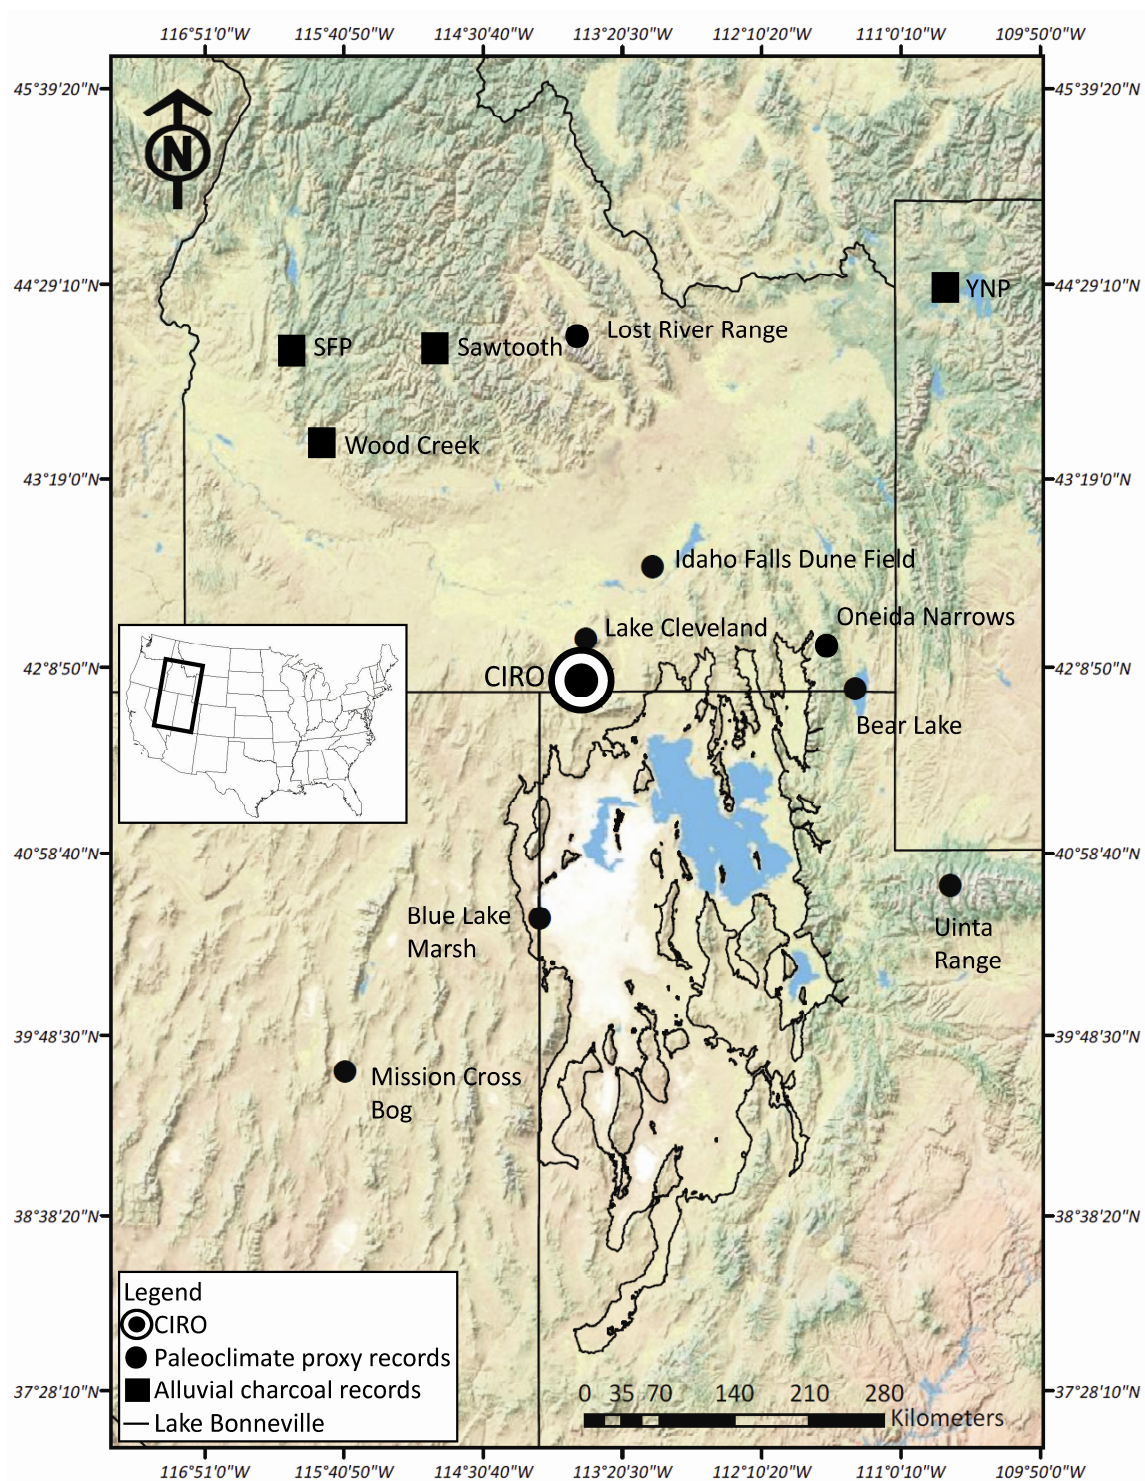 116°51'0"W 115°40'50"W 114°30'40"W 113°20'30"W 112°10'20"W 111°0'10"W 109°50'0"W
45°39'20"N 45°39'20"N
N
44°29'10"N 44°29'10"N
YNP
Lost River Range
SFP
Sawtooth
Wood Creek
43°19'0"N 43°19'0"N
Idaho Falls Dune Field
Oneida Narrows
Lake Cleveland
42°8'50"N 42°8'50"N
CIRO
Bear Lake
40°58'40"N 40°58'40"N
Blue Lake
Marsh
Uinta
Range
39°48'30"N 39°48'30"N
Mission Cross
Bog
38°38'20"N 38°38'20"N
Legend
CIRO
Paleoclimate proxy records
Alluvial charcoal records
Lake Bonneville
37°28'10"N 37°28'10"N
0 35 70 140 210 280
Kilometers
116°51'0"W 115°40'50"W 114°30'40"W 113°20'30"W 112°10'20"W 111°0'10"W 109°50'0"W